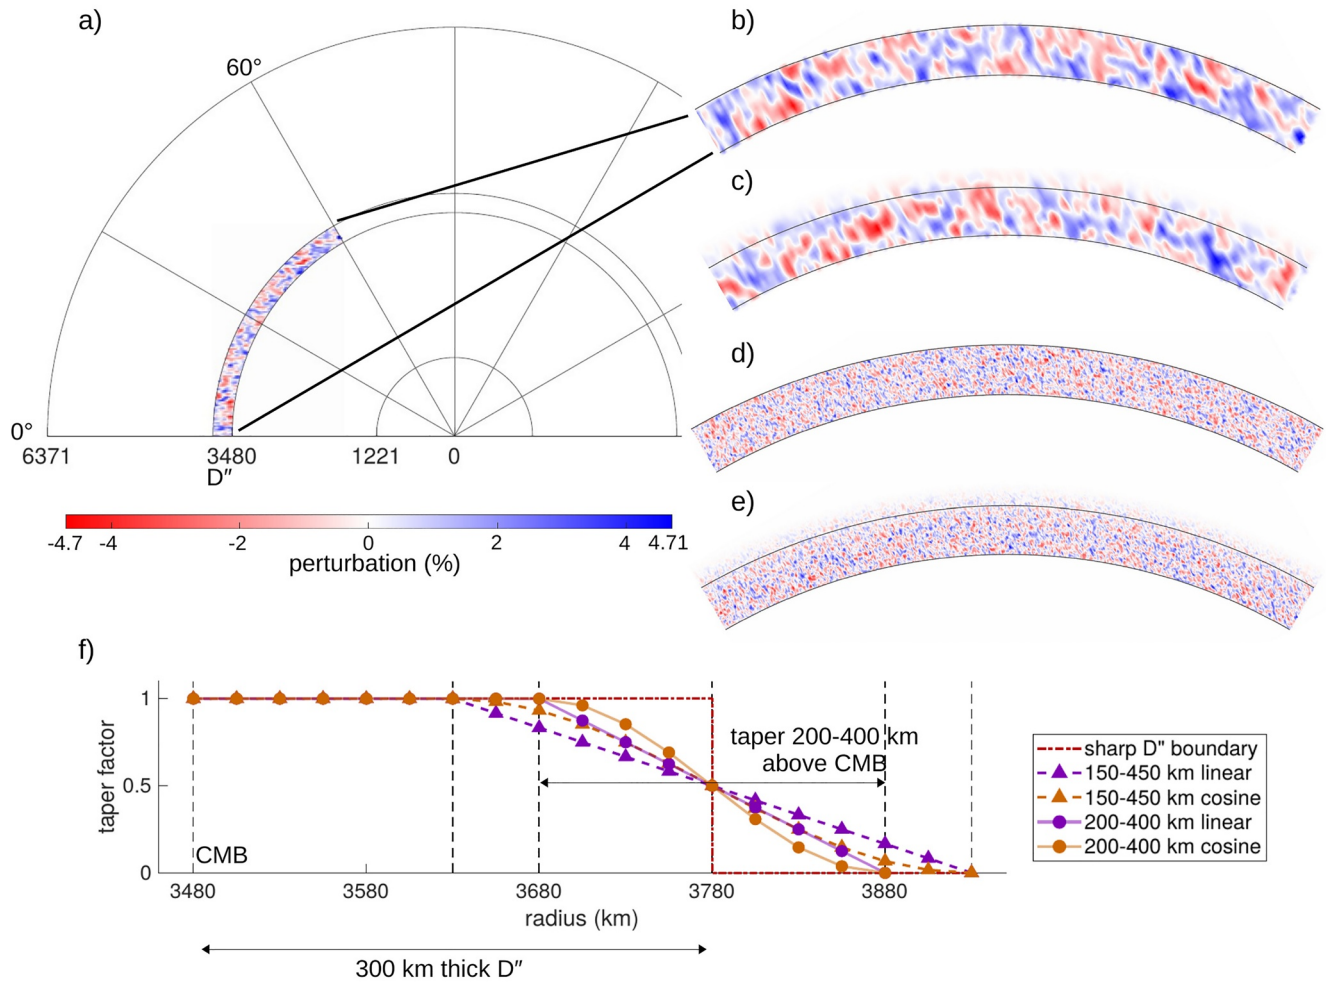 a)
60°
0°
6371
3480
1221
0
D″
-4.7
-4
-2
0
2
4
4.71
perturbation (%)
b)
c)
d)
e)
f)
1
0.5
0
taper factor
CMB
taper 200-400 km
above CMB
3480
3580
3680
3780
3880
radius (km)
300 km thick D″
sharp D" boundary
150-450 km linear
150-450 km cosine
200-400 km linear
200-400 km cosine